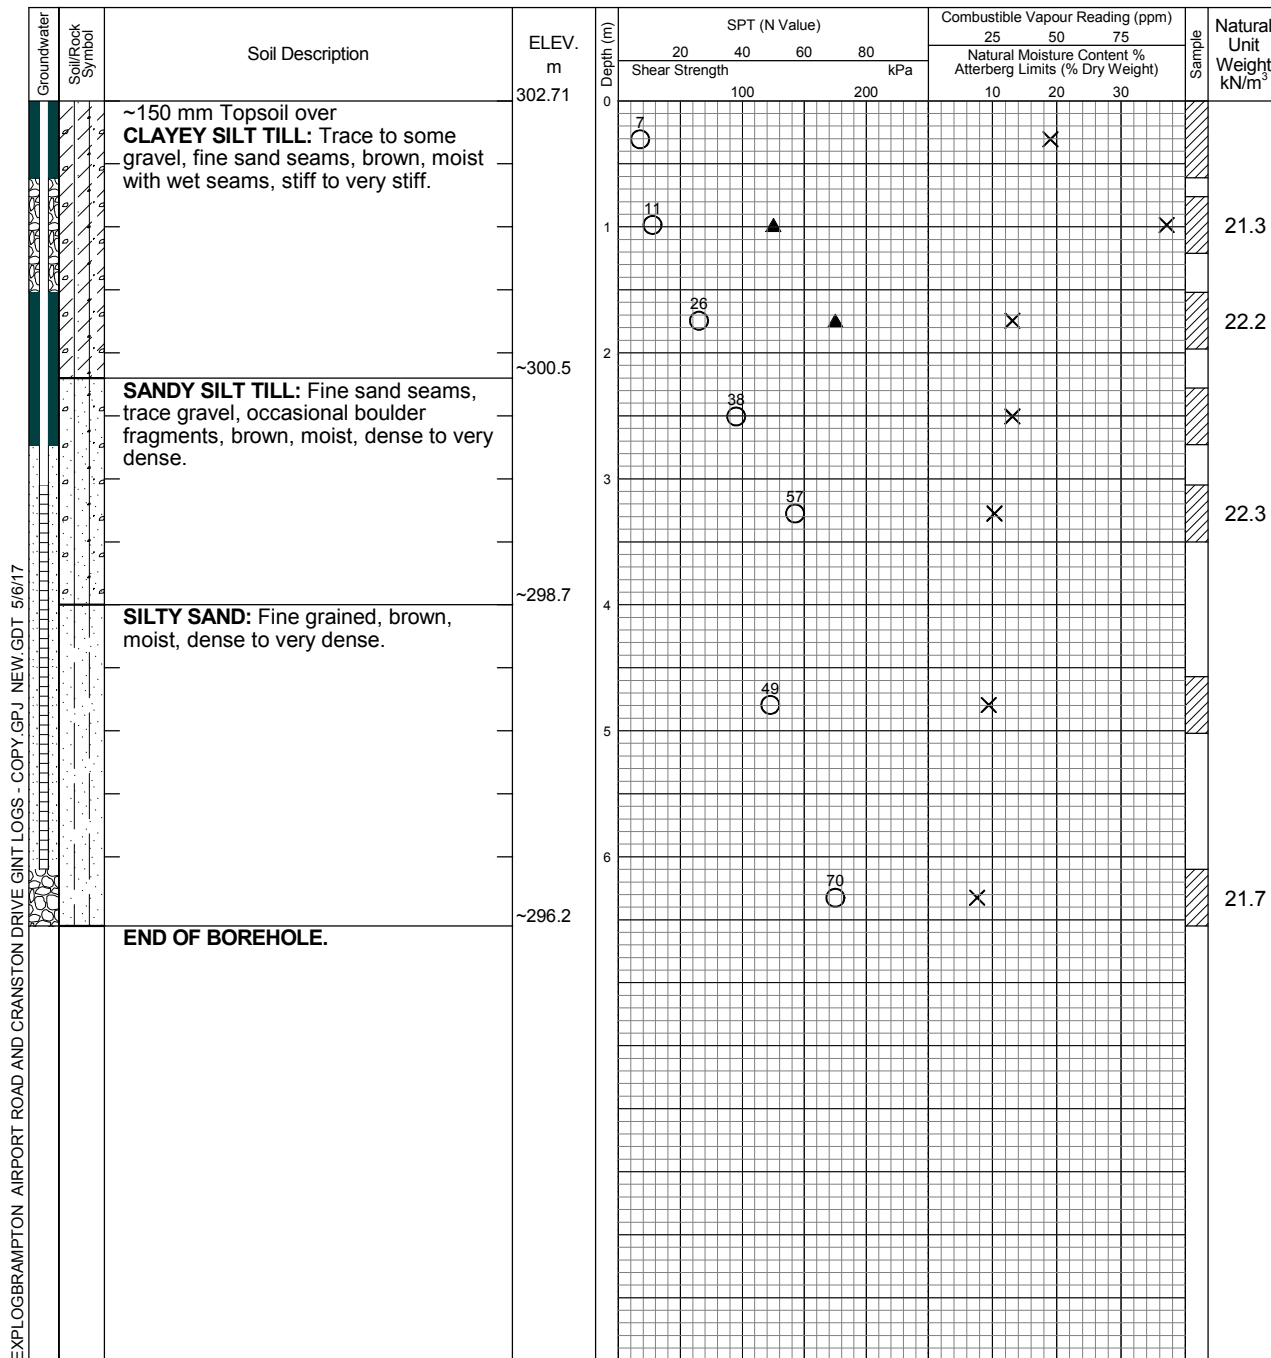 Groundwater
Soil/Rock
Symbol
Soil Description
ELEV.
m
302.71
Depth (m)
SPT (N Value)
20 40 60 80
Shear Strength kPa
100 200
Combustible Vapour Reading (ppm)
25 50 75
Natural Moisture Content %
Atterberg Limits (% Dry Weight)
10 20 30
Sample
Natural
Unit
Weight
kN/m3
0
~150 mm Topsoil over
CLAYEY SILT TILL: Trace to some
gravel, fine sand seams, brown, moist
with wet seams, stiff to very stiff.
7
11
1
21.3
26
22.2
2
~300.5
SANDY SILT TILL: Fine sand seams,
trace gravel, occasional boulder
fragments, brown, moist, dense to very
dense.
38
3
57
22.3
~298.7
4
SILTY SAND: Fine grained, brown,
moist, dense to very dense.
49
5
6
70
21.7
~296.2
END OF BOREHOLE.
EXPLOGBRAMPTON AIRPORT ROAD AND CRANSTON DRIVE GINT LOGS - COPY.GPJ NEW.GDT 5/6/17